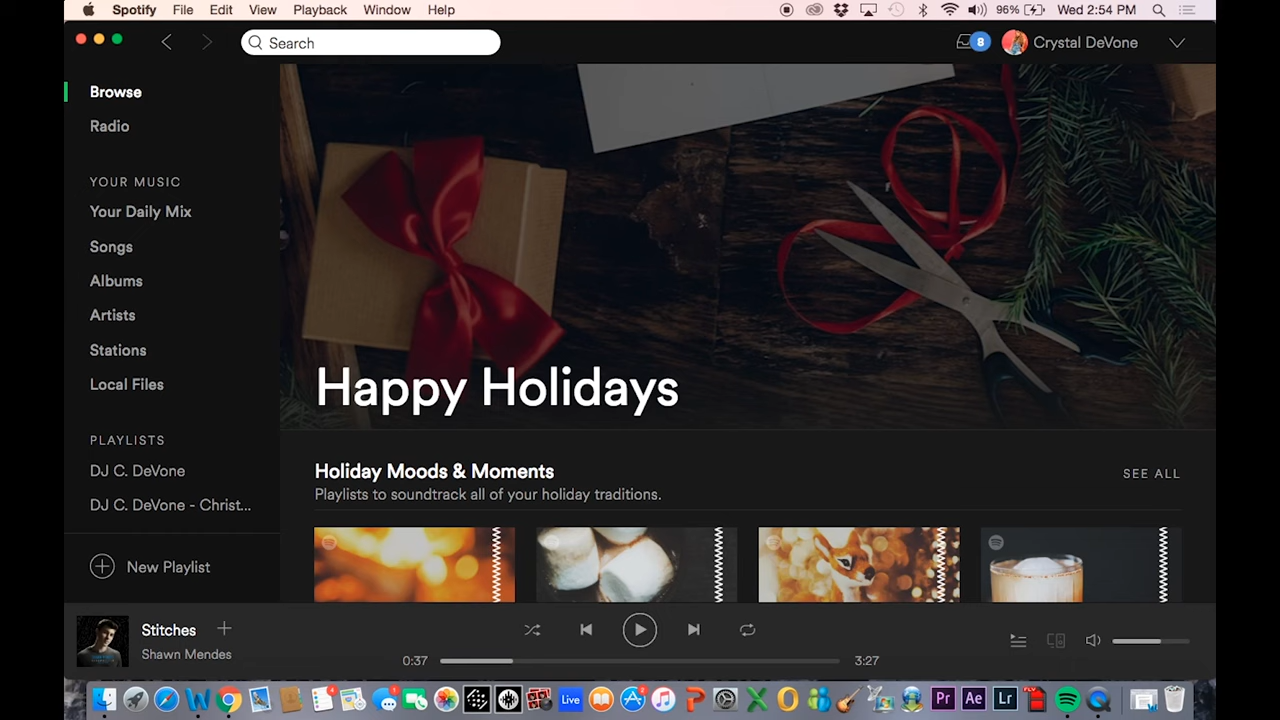 Spotify File Edit View Playback Window Help 96% Wed 2:54 PM
Search 8 Crystal DeVone
Browse
Radio
YOUR MUSIC
Your Daily Mix
Songs
Albums
Artists
Stations
Local Files
PLAYLISTS
DJ C. DeVone
DJ C. DeVone - Christ...
New Playlist
Happy Holidays
Holiday Moods & Moments SEE ALL
Playlists to soundtrack all of your holiday traditions.
Stitches
Shawn Mendes
0:37 3:27
Live Pr Ae Lr